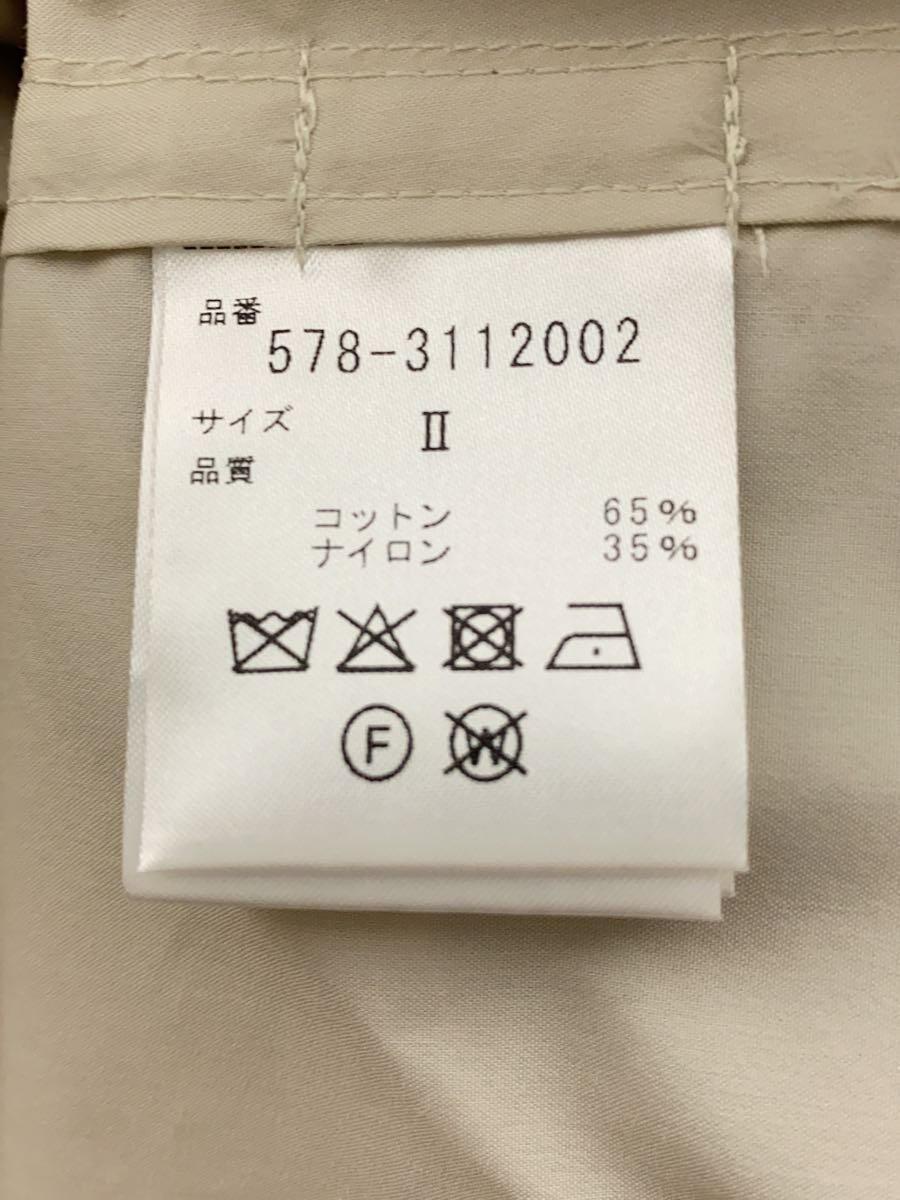 品番
578-3112002
サイズ II
品質
コットン 65%
ナイロン 35%
F W